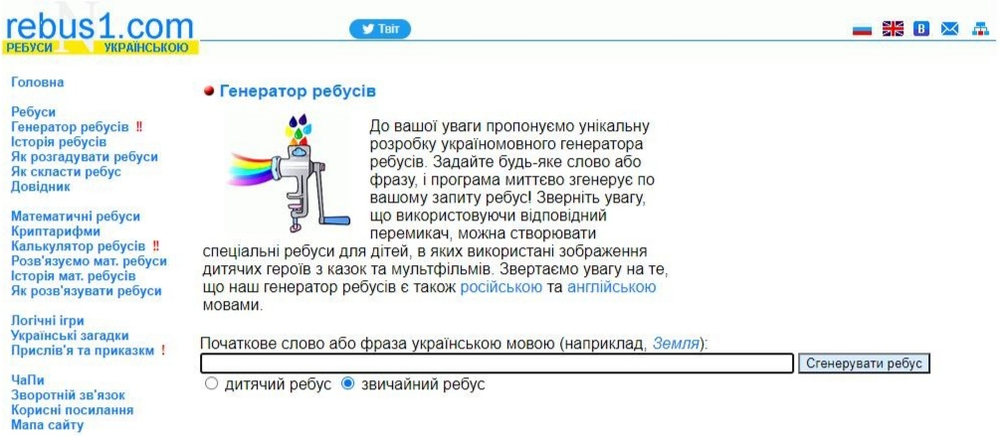 rebus1.com
РЕБУСИ УКРАЇНСЬКОЮ
Твіт
B
Головна
Ребуси
Генератор ребусів !!
Історія ребусів
Як розгадувати ребуси
Як скласти ребус
Довідник
Математичні ребуси
Криптарифми
Калькулятор ребусів !!
Розв'язуємо мат. ребуси
Історія мат. ребусів
Як розв'язувати ребуси
Логічні ігри
Українські загадки
Прислів'я та приказкм !
ЧаПи
Зворотній зв'язок
Корисні посилання
Мапа сайту
Генератор ребусів
До вашої уваги пропонуємо унікальну
розробку україномовного генератора
ребусів. Задайте будь-яке слово або
фразу, і програма миттєво згенерує по
вашому запиту ребус! Зверніть увагу,
що використовуючи відповідний
перемикач, можна створювати
спеціальні ребуси для дітей, в яких використані зображення
дитячих героїв з казок та мультфільмів. Звертаємо увагу на те,
що наш генератор ребусів є також російською та англійською
мовами.
Початкове слово або фраза українською мовою (наприклад, Земля):
Сгенерувати ребус
дитячий ребус звичайний ребус